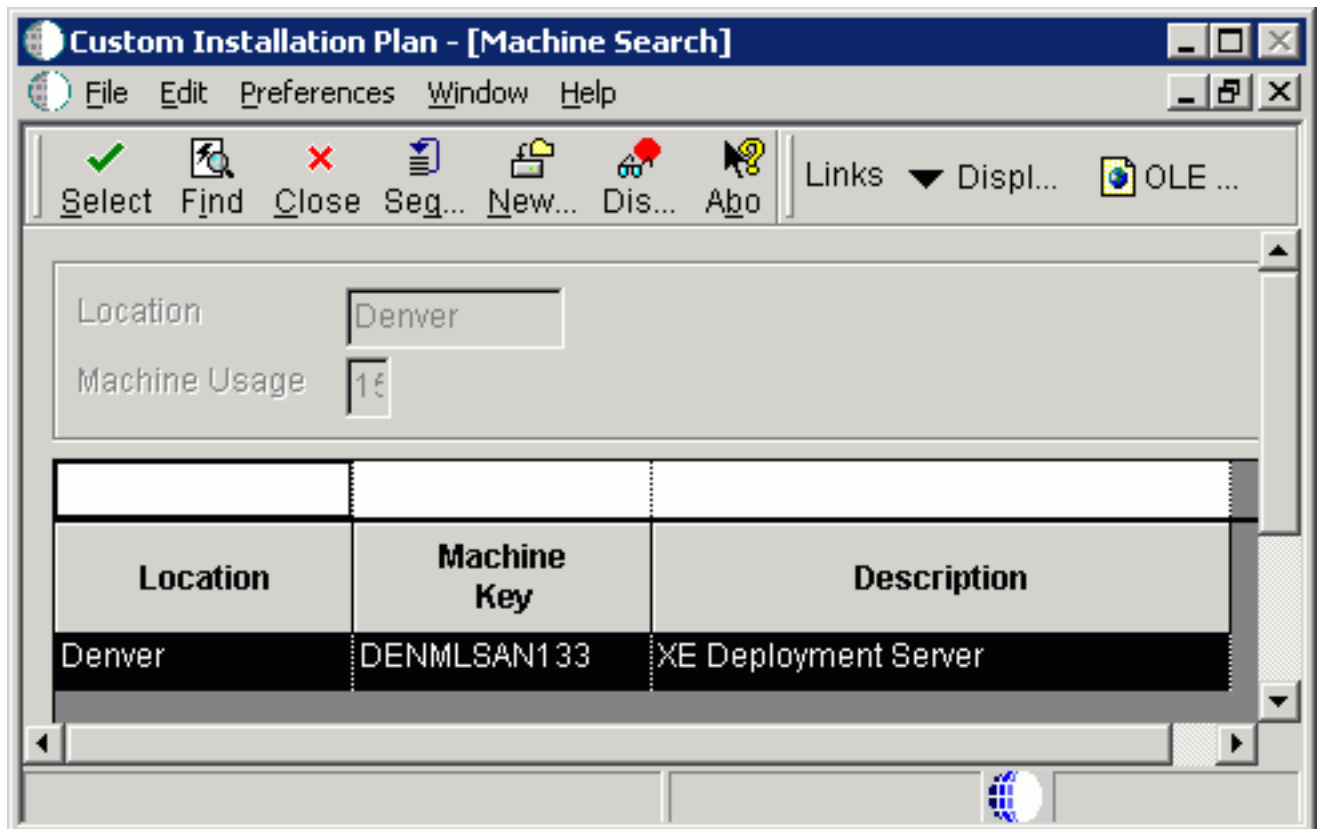 Custom Installation Plan - [Machine Search]
File Edit Preferences Window Help
Select Find Close Seq... New... Dis... Abo Links Displ... OLE ...
Location Denver
Machine Usage
Location Machine Key Description
Denver DENMLSAN133 XE Deployment Server